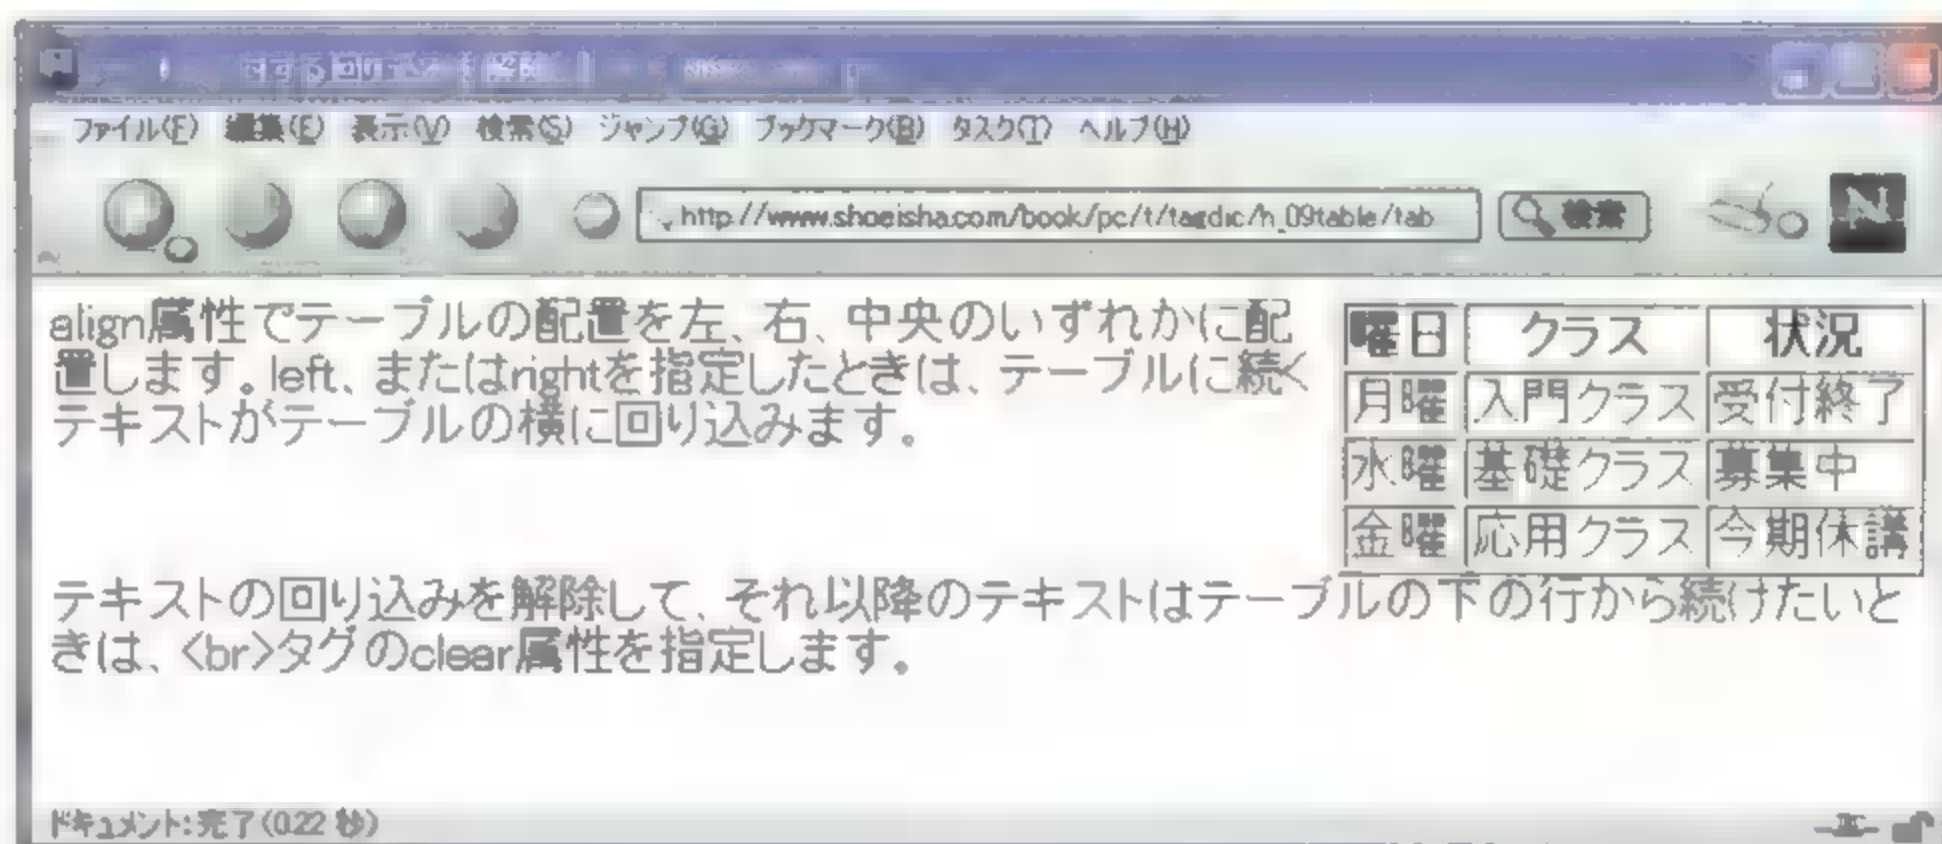 する回り込みを解除
ファイル(F) 編集(E) 表示(V) 検索(S) ジャンプ(G) ブックマーク(B) タスク(T) ヘルプ(H)
http://www.shoeisha.com/book/pc/t/tagdic/h_09table/tab 検索 N
align属性でテーブルの配置を左、右、中央のいずれかに配
置します。left、またはrightを指定したときは、テーブルに続く
テキストがテーブルの横に回り込みます。
曜日 クラス 状況
月曜 入門クラス 受付終了
水曜 基礎クラス 募集中
金曜 応用クラス 今期休講
テキストの回り込みを解除して、それ以降のテキストはテーブルの下の行から続けたいと
きは、<br>タグのclear属性を指定します。
ドキュメント:完了(0.22 秒)